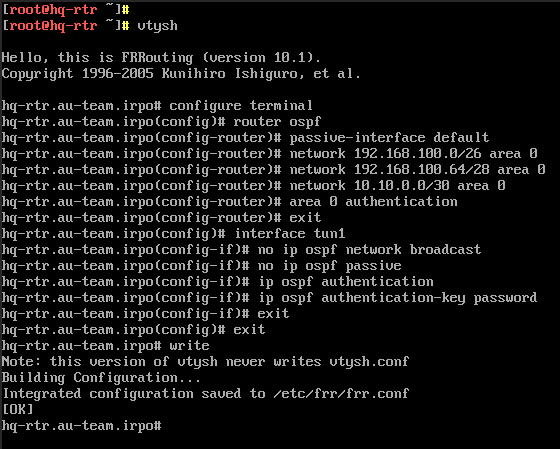 [root@hq-rtr ~]#
[root@hq-rtr ~]# vtysh
Hello, this is FRRouting (version 10.1).
Copyright 1996-2005 Kunihiro Ishiguro, et al.
hq-rtr.au-team.irpo# configure terminal
hq-rtr.au-team.irpo(config)# router ospf
hq-rtr.au-team.irpo(config-router)# passive-interface default
hq-rtr.au-team.irpo(config-router)# network 192.168.100.0/26 area 0
hq-rtr.au-team.irpo(config-router)# network 192.168.100.64/28 area 0
hq-rtr.au-team.irpo(config-router)# network 10.10.0.0/30 area 0
hq-rtr.au-team.irpo(config-router)# area 0 authentication
hq-rtr.au-team.irpo(config-router)# exit
hq-rtr.au-team.irpo(config)# interface tun1
hq-rtr.au-team.irpo(config-if)# no ip ospf network broadcast
hq-rtr.au-team.irpo(config-if)# no ip ospf passive
hq-rtr.au-team.irpo(config-if)# ip ospf authentication
hq-rtr.au-team.irpo(config-if)# ip ospf authentication-key password
hq-rtr.au-team.irpo(config-if)# exit
hq-rtr.au-team.irpo(config)# exit
hq-rtr.au-team.irpo# write
Note: this version of vtysh never writes vtysh.conf
Building Configuration...
Integrated configuration saved to /etc/frr/frr.conf
[OK]
hq-rtr.au-team.irpo#